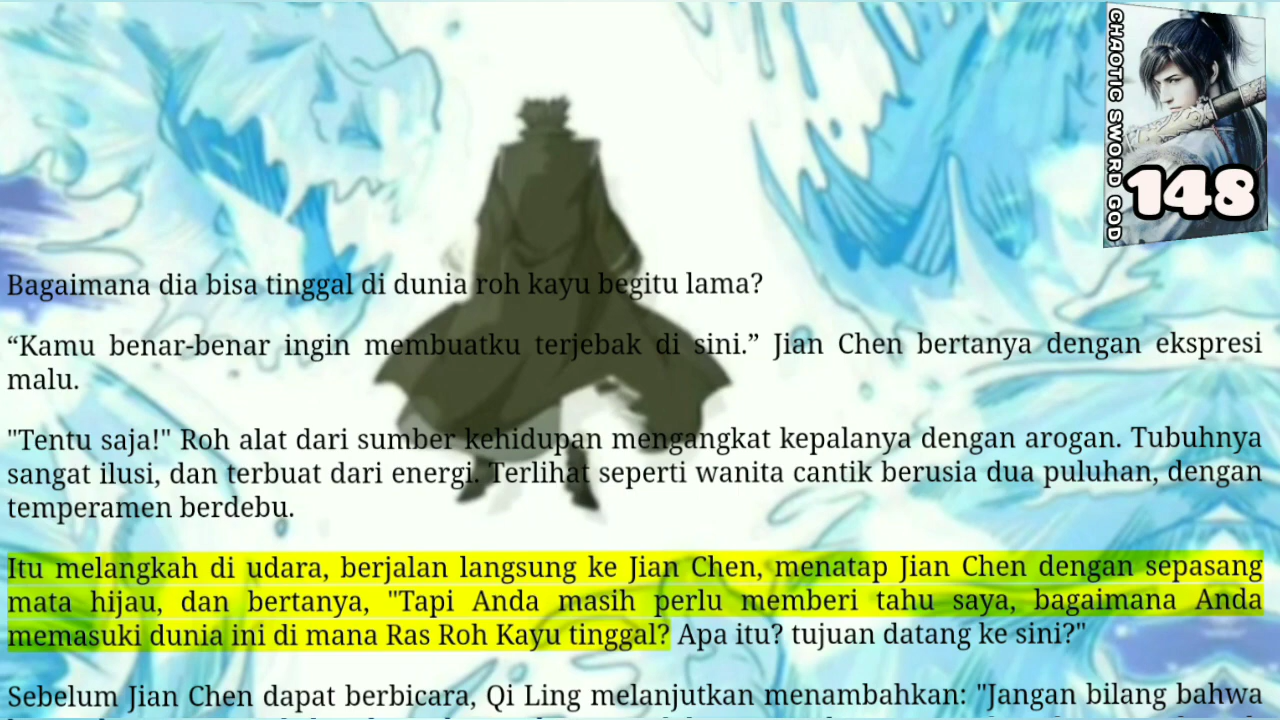 CHAOTIC SWORD GOD
148
Bagaimana dia bisa tinggal di dunia roh kayu begitu lama?
“Kamu benar-benar ingin membuatku terjebak di sini.” Jian Chen bertanya dengan ekspresi
malu.
"Tentu saja!" Roh alat dari sumber kehidupan mengangkat kepalanya dengan arogan. Tubuhnya
sangat ilusi, dan terbuat dari energi. Terlihat seperti wanita cantik berusia dua puluhan, dengan
temperamen berdebu.
Itu melangkah di udara, berjalan langsung ke Jian Chen, menatap Jian Chen dengan sepasang
mata hijau, dan bertanya, "Tapi Anda masih perlu memberi tahu saya, bagaimana Anda
memasuki dunia ini di mana Ras Roh Kayu tinggal? Apa itu? tujuan datang ke sini?"
Sebelum Jian Chen dapat berbicara, Qi Ling melanjutkan menambahkan: "Jangan bilang bahwa